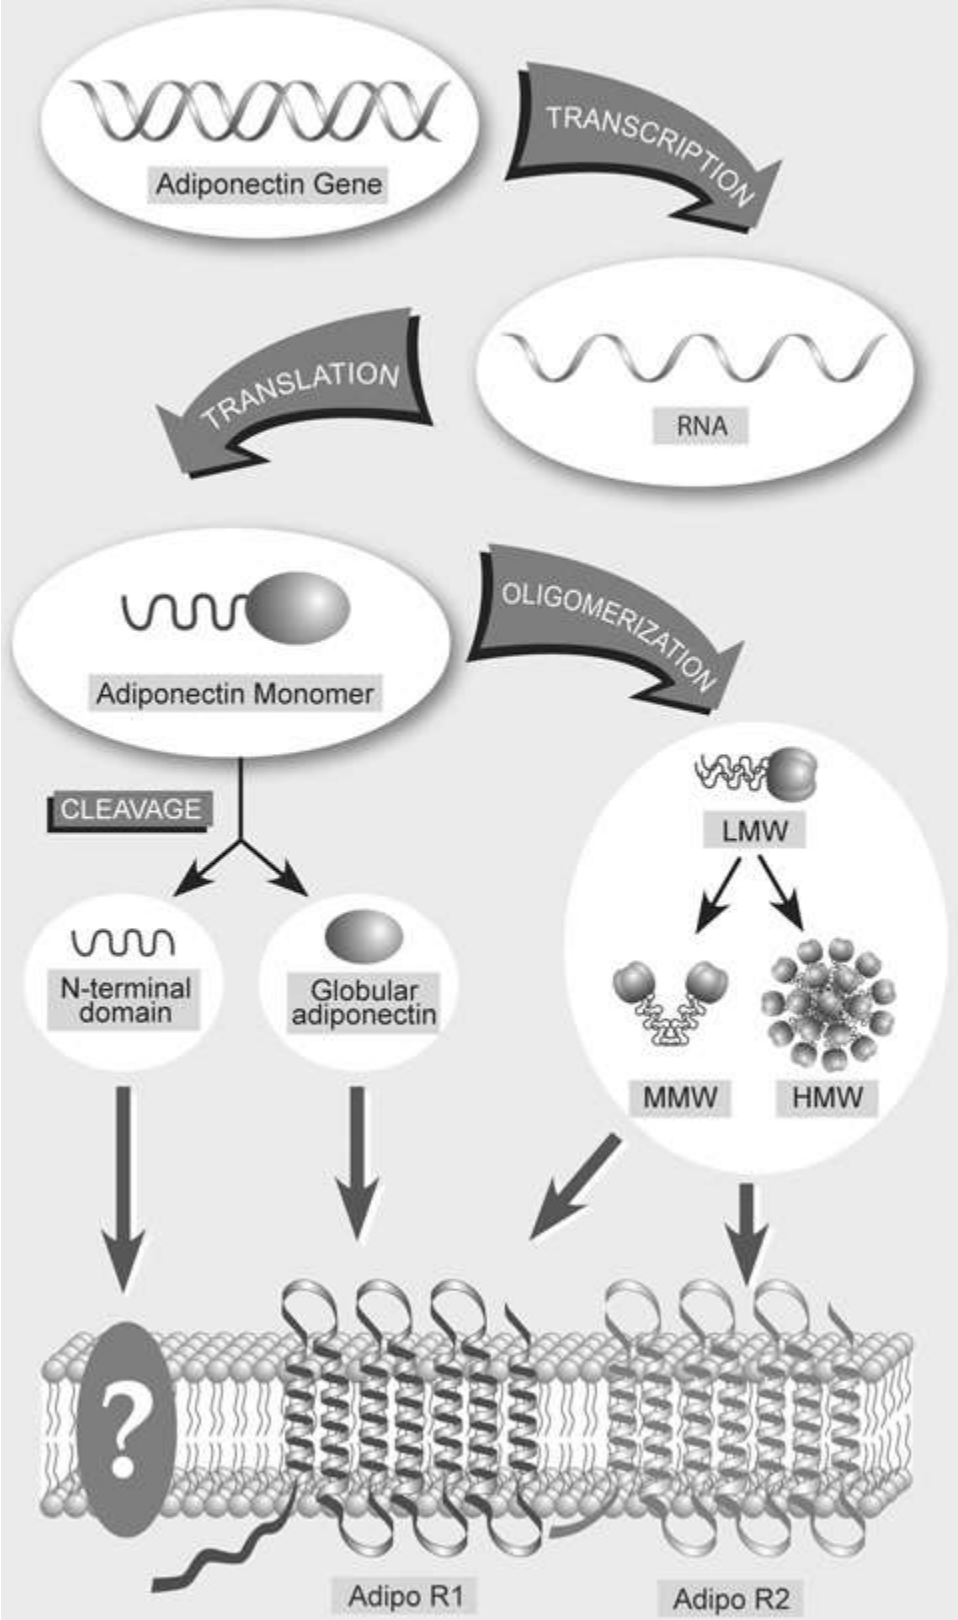 Adiponectin Gene
TRANSCRIPTION
RNA
TRANSLATION
Adiponectin Monomer
OLIGOMERIZATION
CLEAVAGE
LMW
N-terminal
domain
Globular
adiponectin
MMW
HMW
?
Adipo R1
Adipo R2